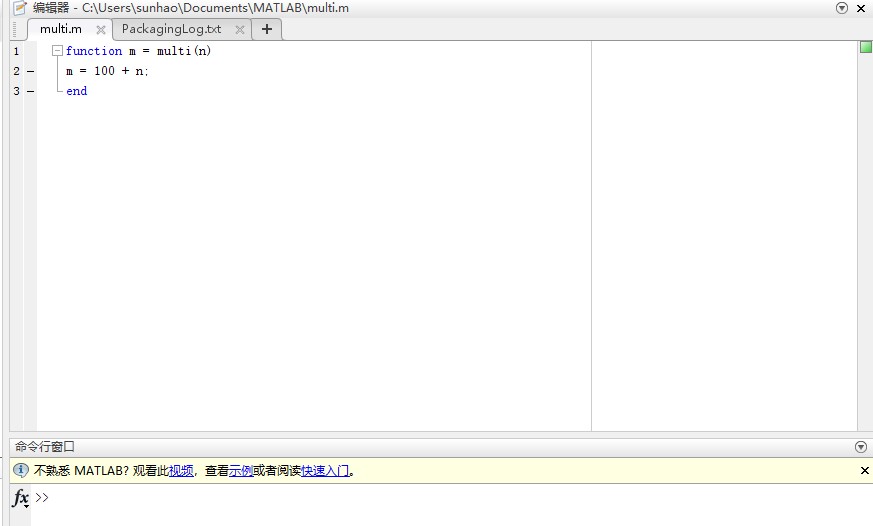 编辑器 - C:\Users\sunhao\Documents\MATLAB\multi.m
multi.m PackagingLog.txt
1 function m = multi(n)
2 — m = 100 + n;
3 — end
命令行窗口
不熟悉 MATLAB? 观看此视频，查看示例或者阅读快速入门。
fx >>